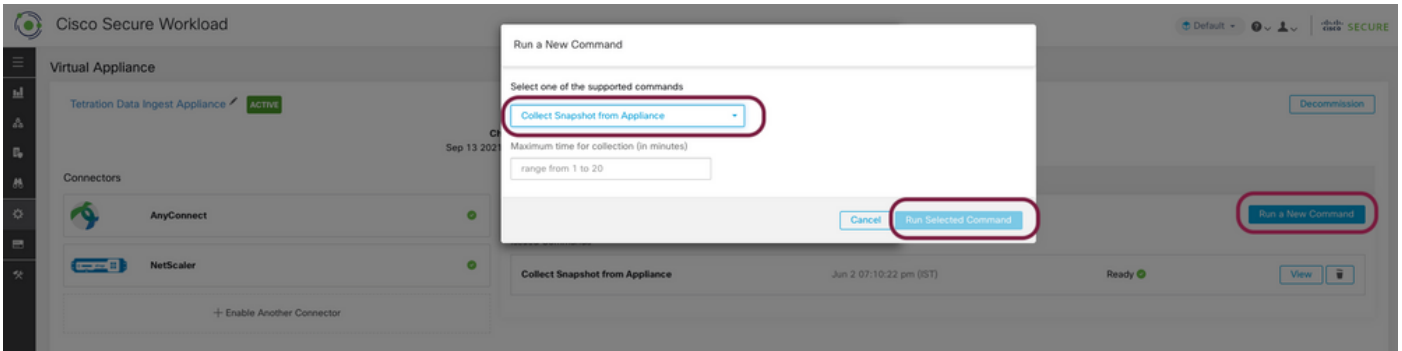 Cisco Secure Workload
Default
CISCO SECURE
Virtual Appliance
Tetration Data Ingest Appliance
ACTIVE
Decommission
Sep 13 2021
Connectors
AnyConnect
NetScaler
+ Enable Another Connector
Run a New Command
Select one of the supported commands
Collect Snapshot from Appliance
Maximum time for collection (in minutes)
range from 1 to 20
Cancel
Run Selected Command
Run a New Command
Collect Snapshot from Appliance
Jun 2 07:10:22 pm (IST)
Ready
View